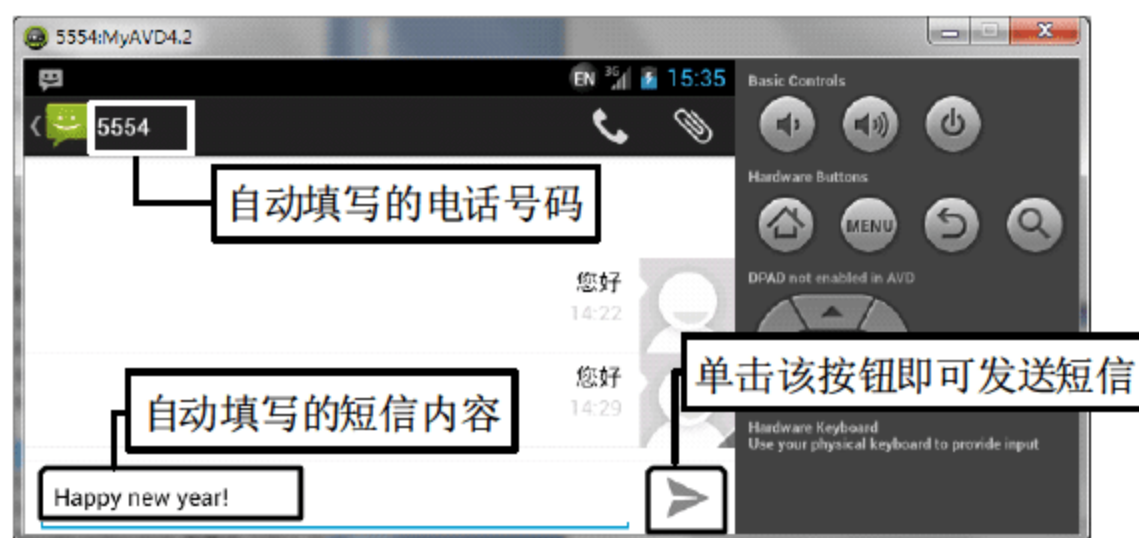 5554:MyAVD4.2
EN 3G 15:35
5554
自动填写的电话号码
您好
14:22
您好
14:29
自动填写的短信内容
Happy new year!
Basic Controls
Hardware Buttons
MENU
DPAD not enabled in AVD
单击该按钮即可发送短信
Hardware Keyboard
Use your physical keyboard to provide input